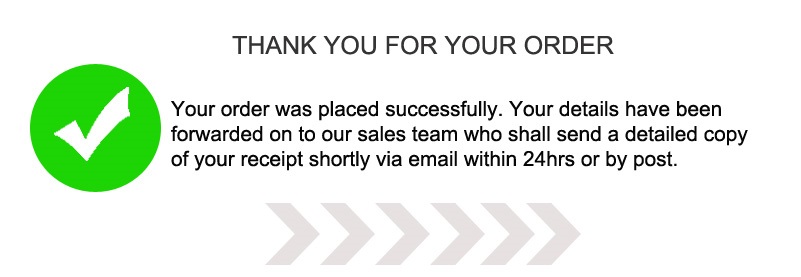 THANK YOU FOR YOUR ORDER
Your order was placed successfully. Your details have been
forwarded on to our sales team who shall send a detailed copy
of your receipt shortly via email within 24hrs or by post.